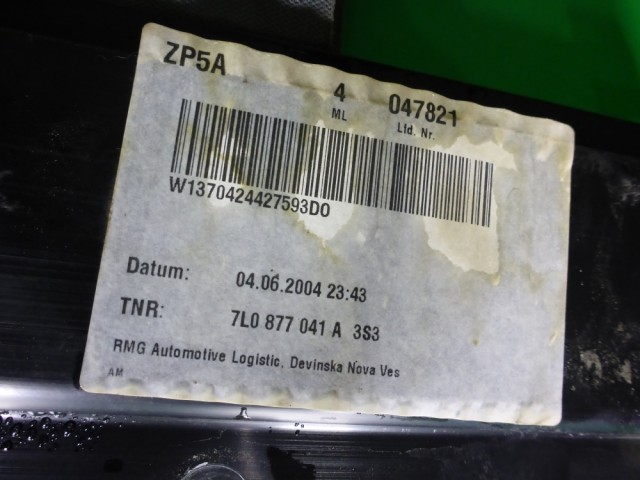 ZP5A
4 047821
ML Lfd. Nr.
W1370424427593DO
Datum: 04.06.2004 23:43
TNR: 7L0 877 041 A 3S3
RMG Automotive Logistic, Devinska Nova Ves
AM